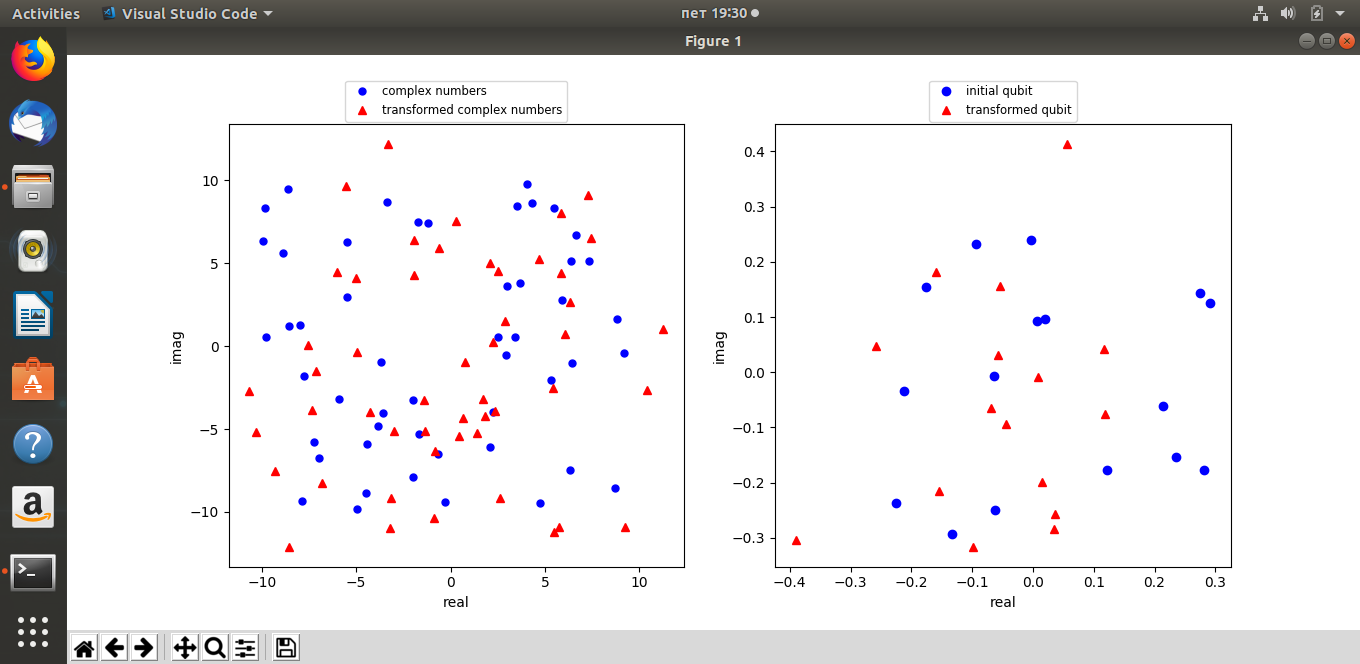 Activities Visual Studio Code пет 19:30
Figure 1
complex numbers
transformed complex numbers
initial qubit
transformed qubit
10
5
0
−5
−10
imag
−10 −5 0 5 10
real
0.4
0.3
0.2
0.1
0.0
−0.1
−0.2
−0.3
imag
−0.4 −0.3 −0.2 −0.1 0.0 0.1 0.2 0.3
real